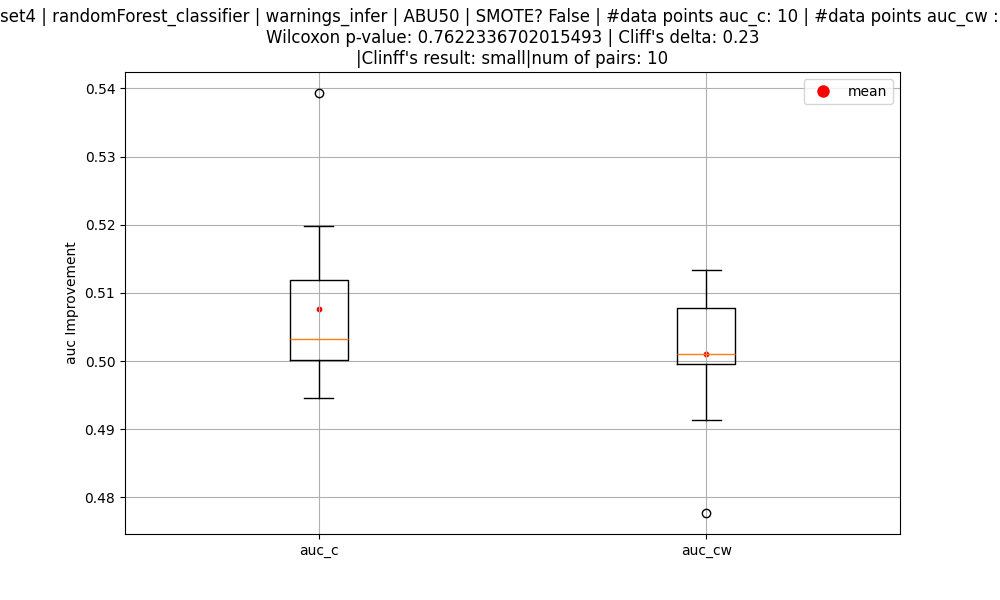 set4 | randomForest_classifier | warnings_infer | ABU50 | SMOTE? False | #data points auc_c: 10 | #data points auc_cw :
Wilcoxon p-value: 0.7622336702015493 | Cliff's delta: 0.23
|Clinff's result: small|num of pairs: 10
mean
0.54
0.53
0.52
0.51
0.50
0.49
0.48
auc Improvement
auc_c
auc_cw